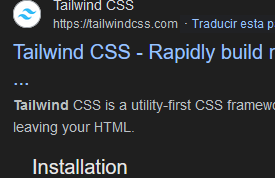 Tailwind CSS
https://tailwindcss.com · Traducir esta p
Tailwind CSS - Rapidly build
...
Tailwind CSS is a utility-first CSS framew
leaving your HTML.
Installation